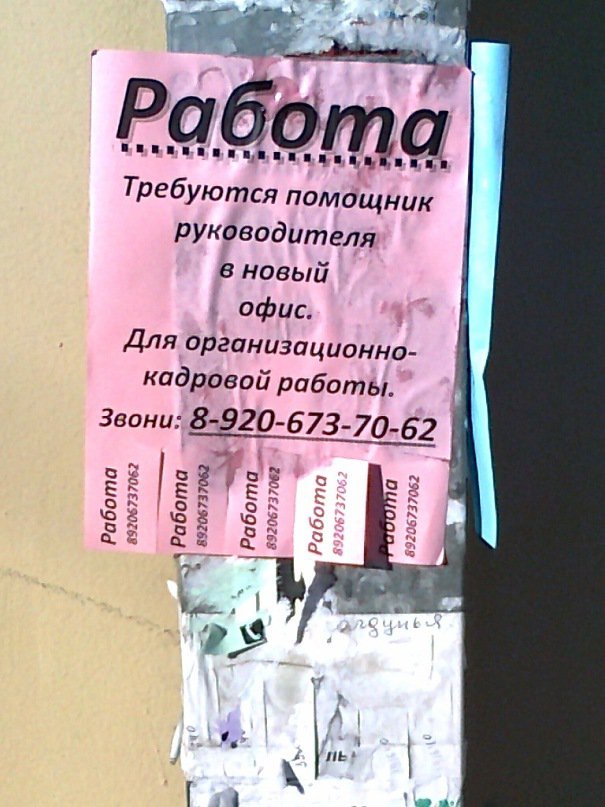 Работа
Требуются помощник
руководителя
в новый
офис.
Для организационно-
кадровой работы.
Звони: 8-920-673-70-62
Работа
89206737062
Работа
89206737062
Работа
89206737062
Работа
89206737062
Работа
89206737062
ль